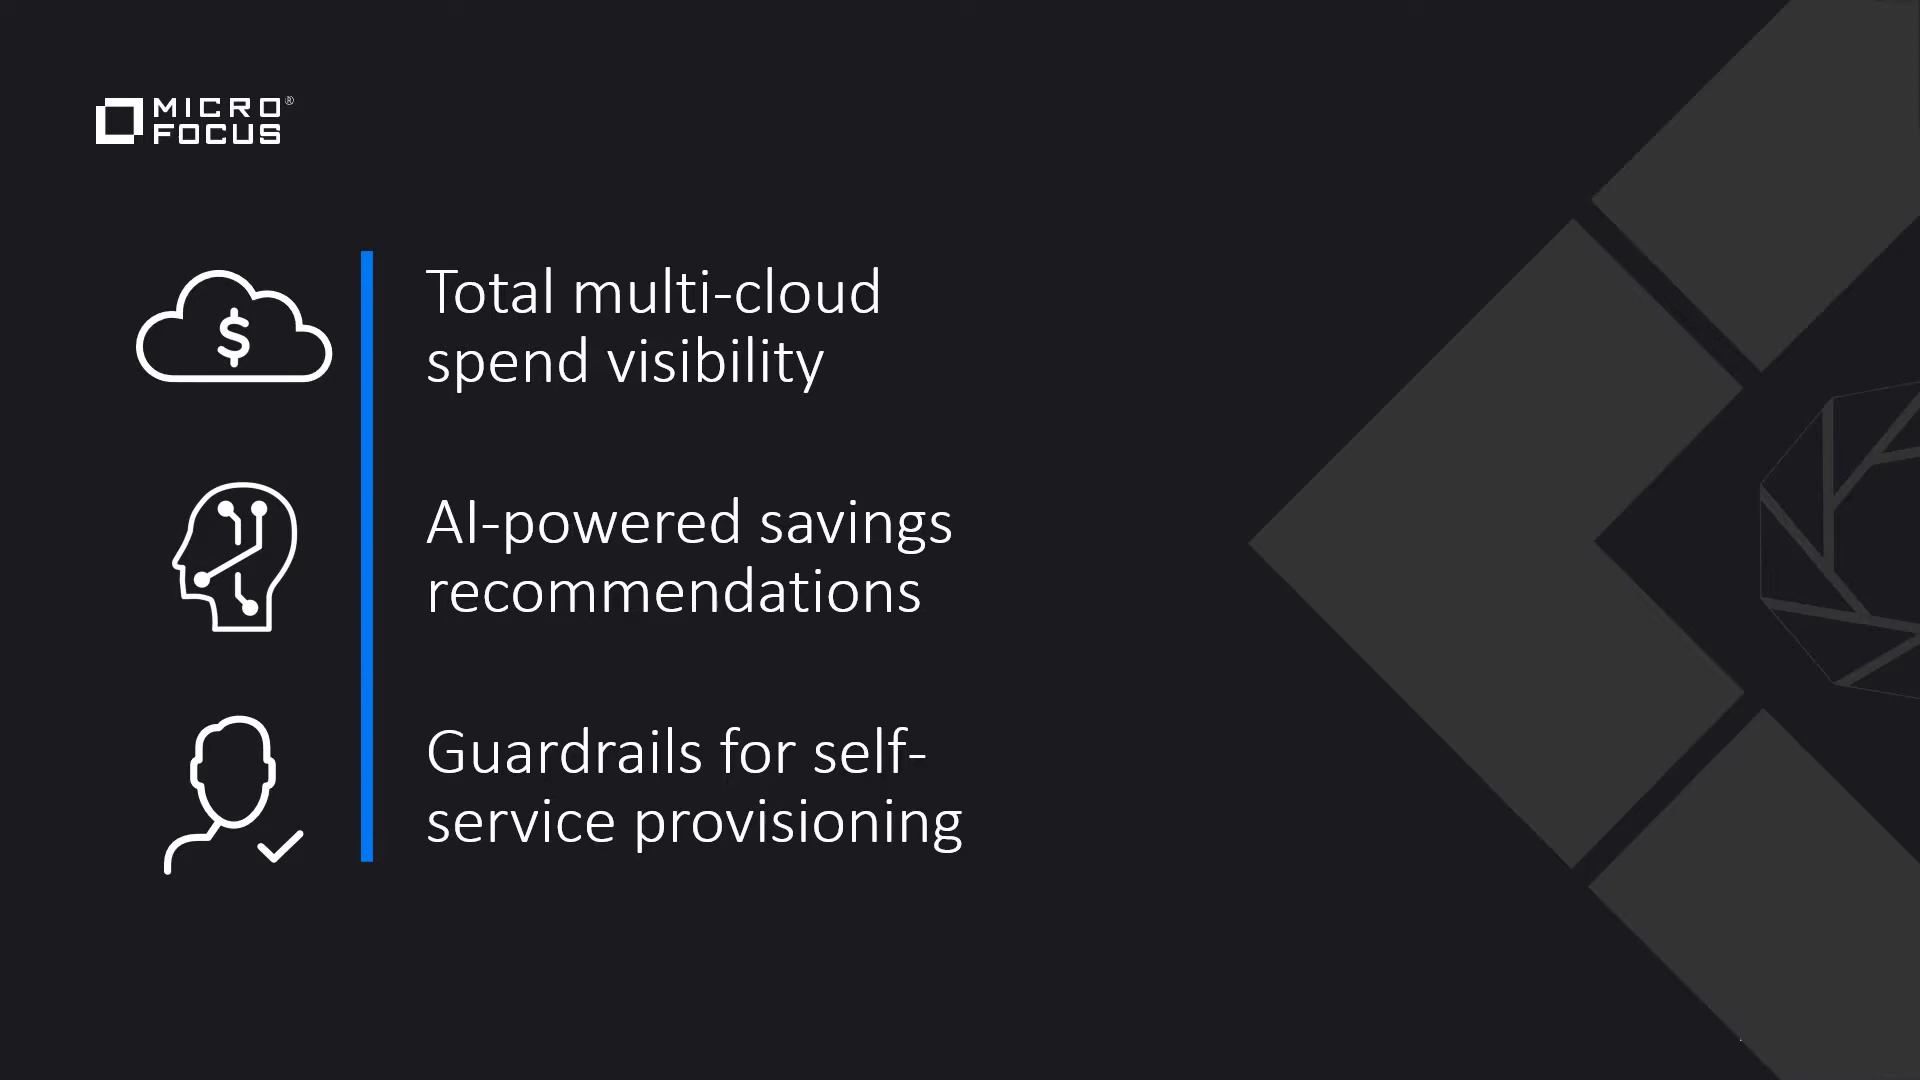 MICRO®
FOCUS
$
Total multi-cloud
spend visibility
AI-powered savings
recommendations
Guardrails for self-
service provisioning